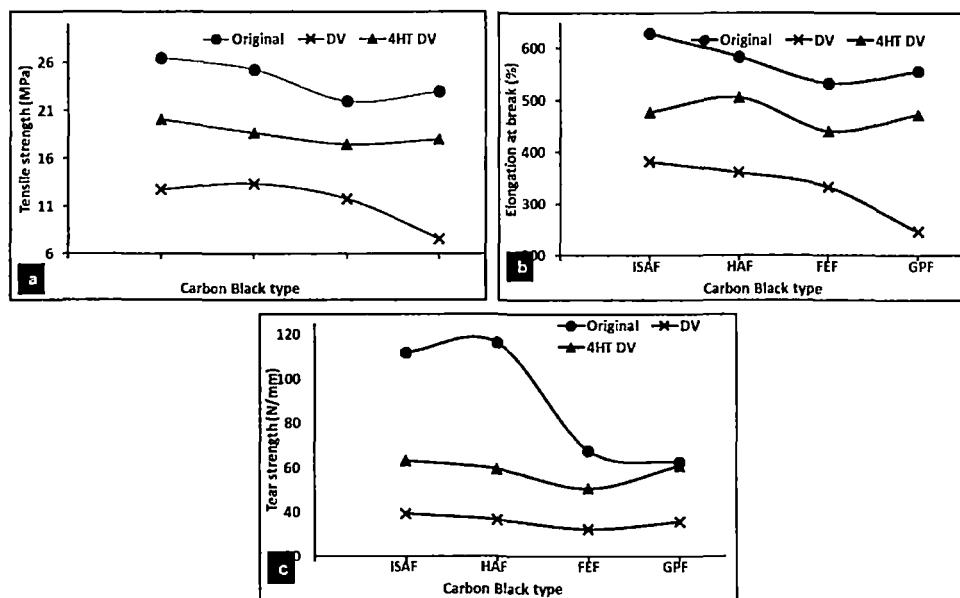 Original DV 4HT DV
Tensile strength (MPa)
26
21
16
11
6
a
Carbon Black type
Original DV 4HT DV
Elongation at break (%)
600
500
400
300
b
ISAF HAF FEF GPF
Carbon Black type
Original DV
4HT DV
Tear strength (N/mm)
120
100
80
60
40
c
ISAF HAF FEF GPF
Carbon Black type